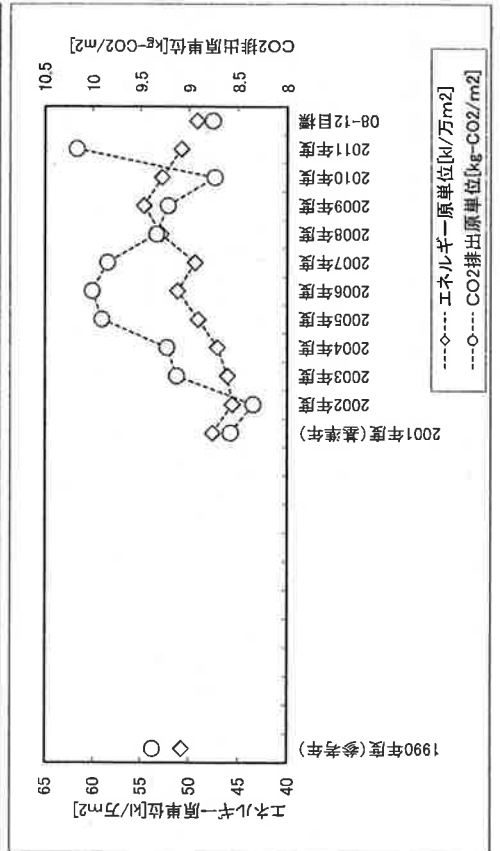 エネルギー原単位[kl/万m2]
65
60
55
50
45
40
CO2排出原単位[kg-CO2/m2]
10.5
10
9.5
9
8.5
8
1990年度(参考年)
2001年度(基準年)
2002年度
2003年度
2004年度
2005年度
2006年度
2007年度
2008年度
2009年度
2010年度
2011年度
08-12目標
---◇--- エネルギー原単位[kl/万m2]
---○--- CO2排出原単位[kg-CO2/m2]